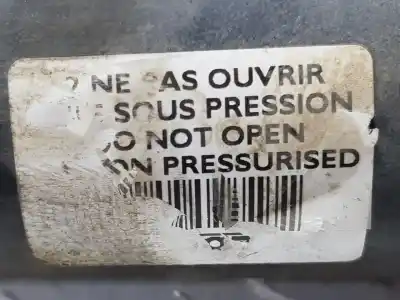 NE PAS OUVRIR
SOUS PRESSION
DO NOT OPEN
PRESSURISED